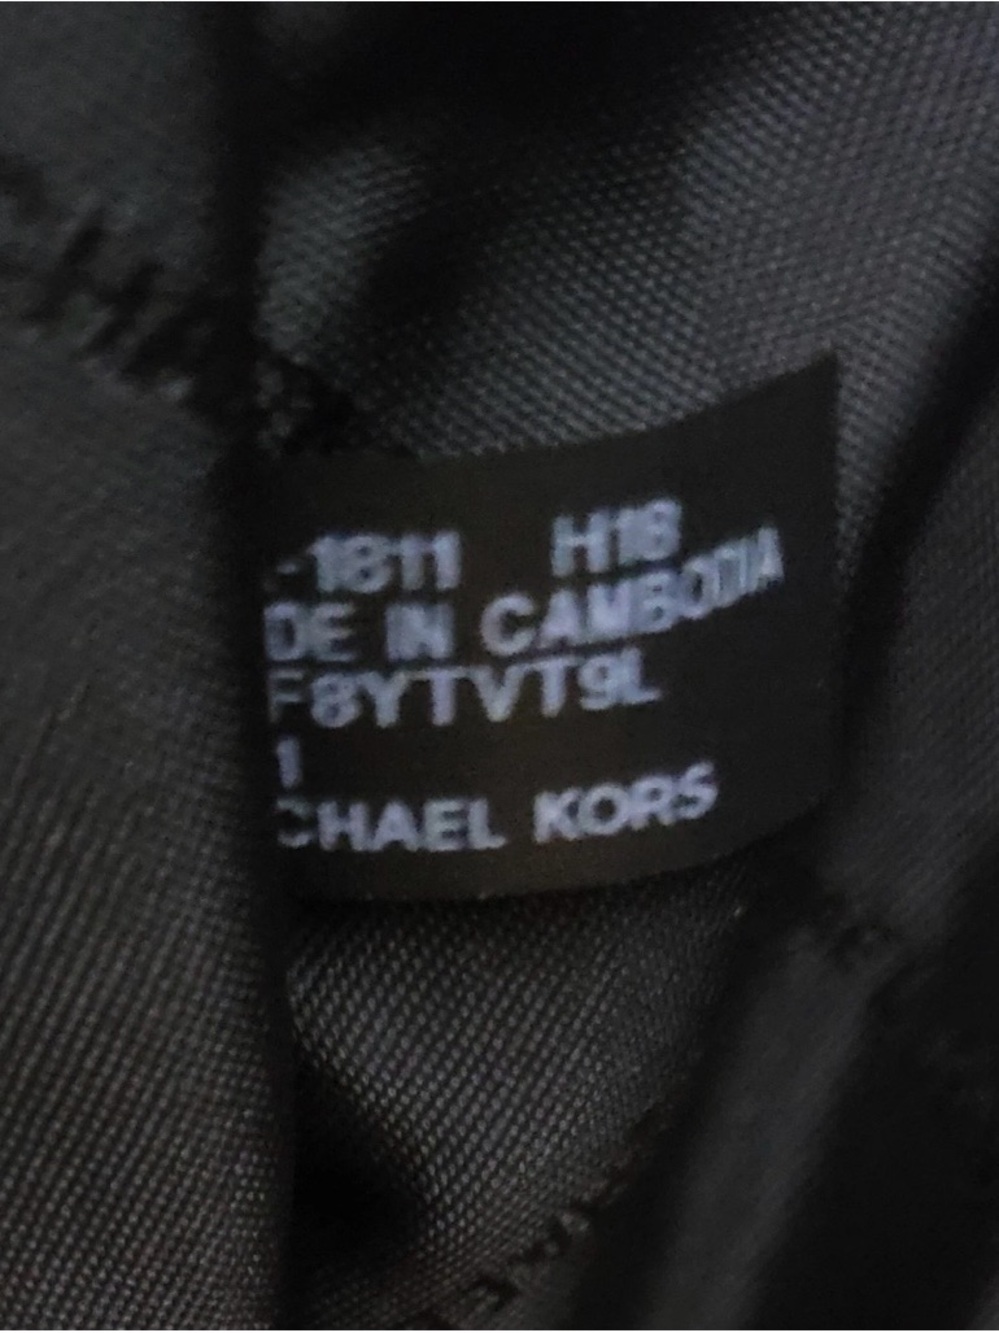 -1811 H18
DE IN CAMBODIA
F8YTVT9L
1
CHAEL KORS